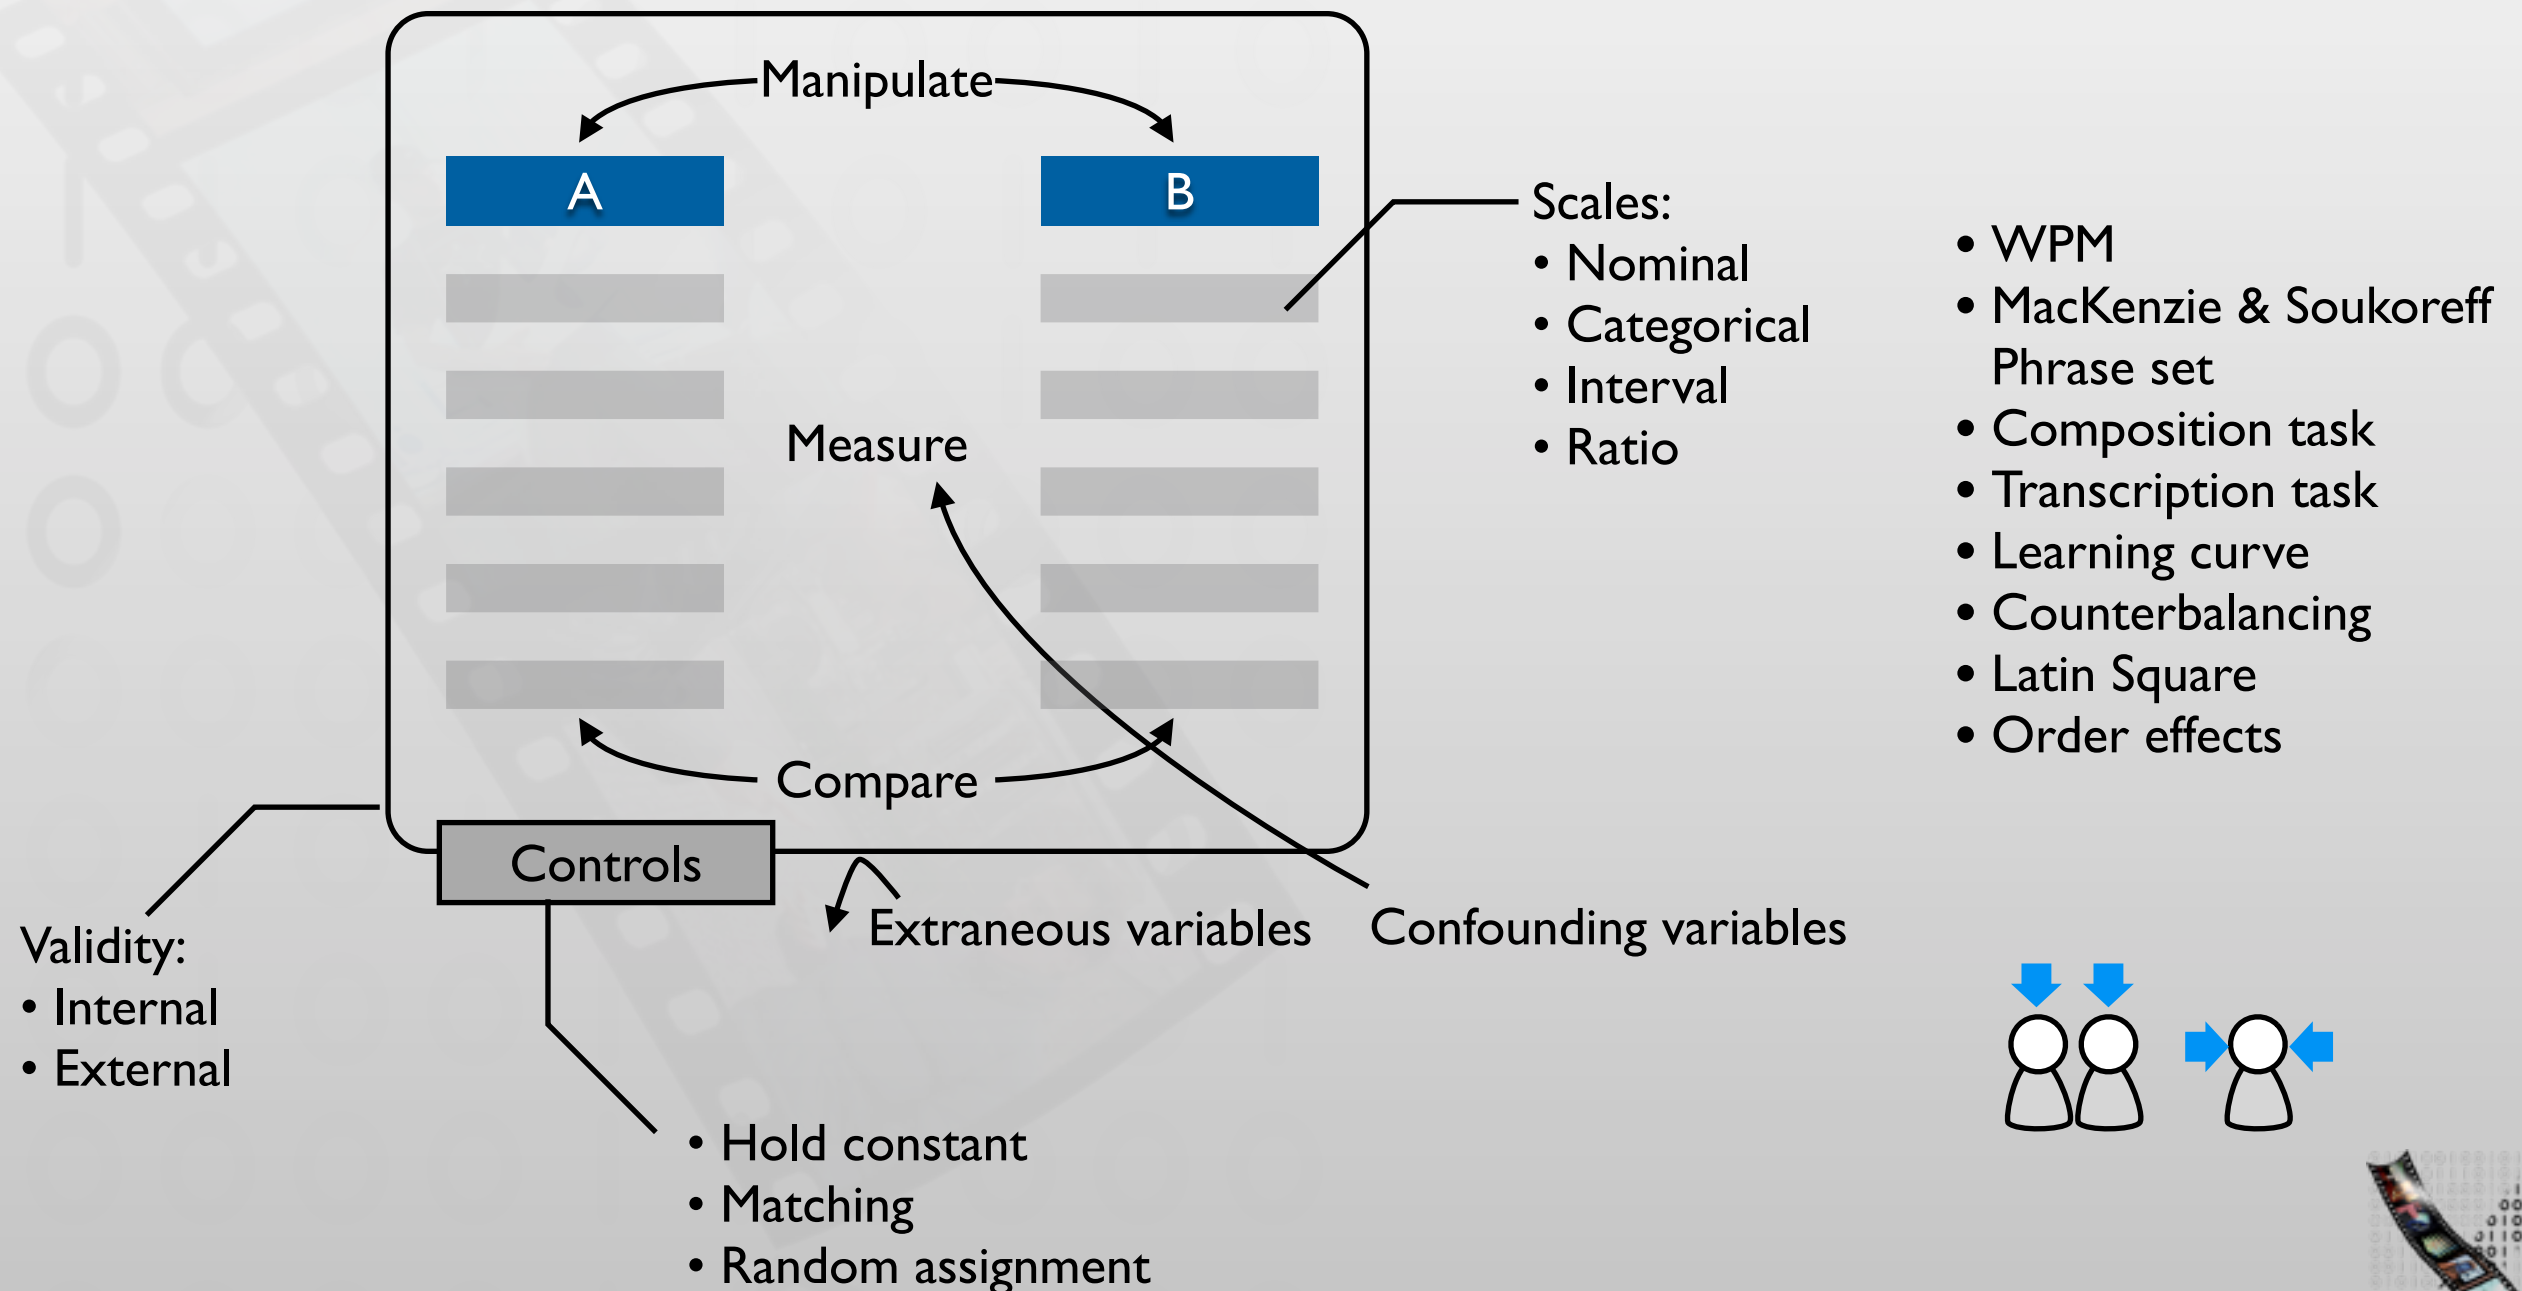 Manipulate
A
B
Measure
Compare
Controls
Scales:
• Nominal
• Categorical
• Interval
• Ratio
• WPM
• MacKenzie & Soukoreff
Phrase set
• Composition task
• Transcription task
• Learning curve
• Counterbalancing
• Latin Square
• Order effects
Extraneous variables
Confounding variables
Validity:
• Internal
• External
• Hold constant
• Matching
• Random assignment